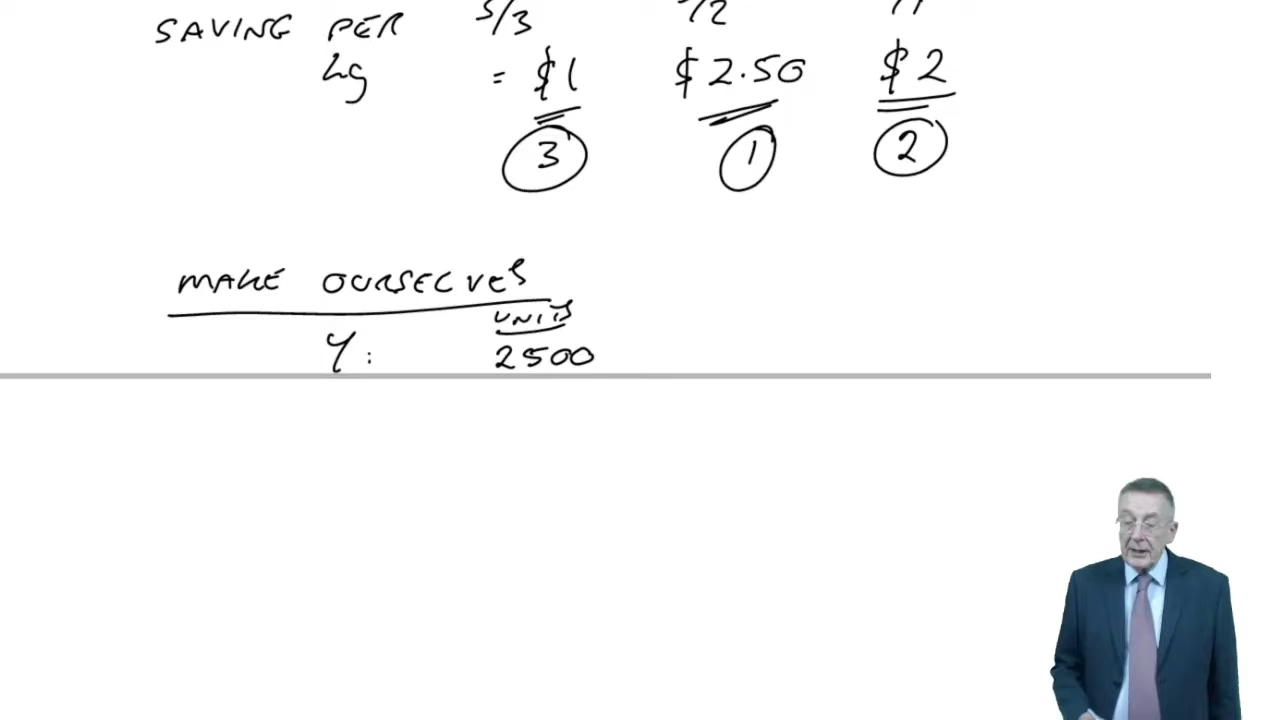 SAVING PER
kg = $1 $2.50 $2
3 1 2
MAKE OURSELVES
UNITS
Y: 2500